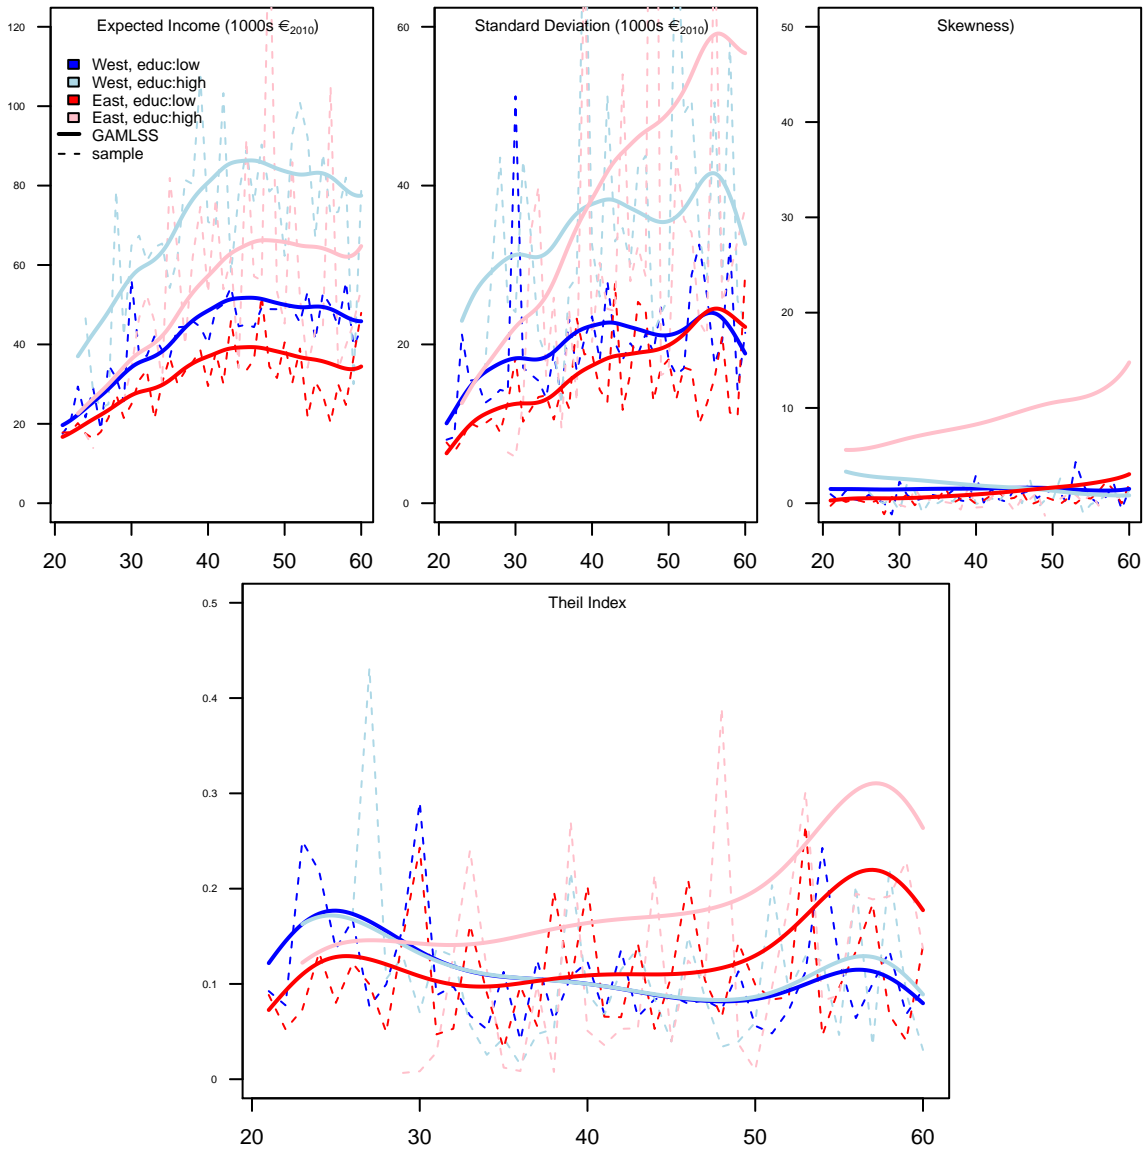 Expected Income (1000s €2010)
120
100
80
60
40
20
0
West, educ:low
West, educ:high
East, educ:low
East, educ:high
GAMLSS
sample
20 30 40 50 60
Standard Deviation (1000s €2010)
60
40
20
0
20 30 40 50 60
Skewness)
50
40
30
20
10
0
20 30 40 50 60
Theil Index
0.5
0.4
0.3
0.2
0.1
0
20 30 40 50 60